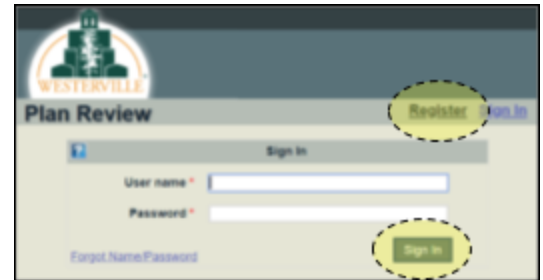 WESTERVILLE
Plan Review
Register Sign In
Sign In
User name *
Password *
Forgot Name/Password
Sign In